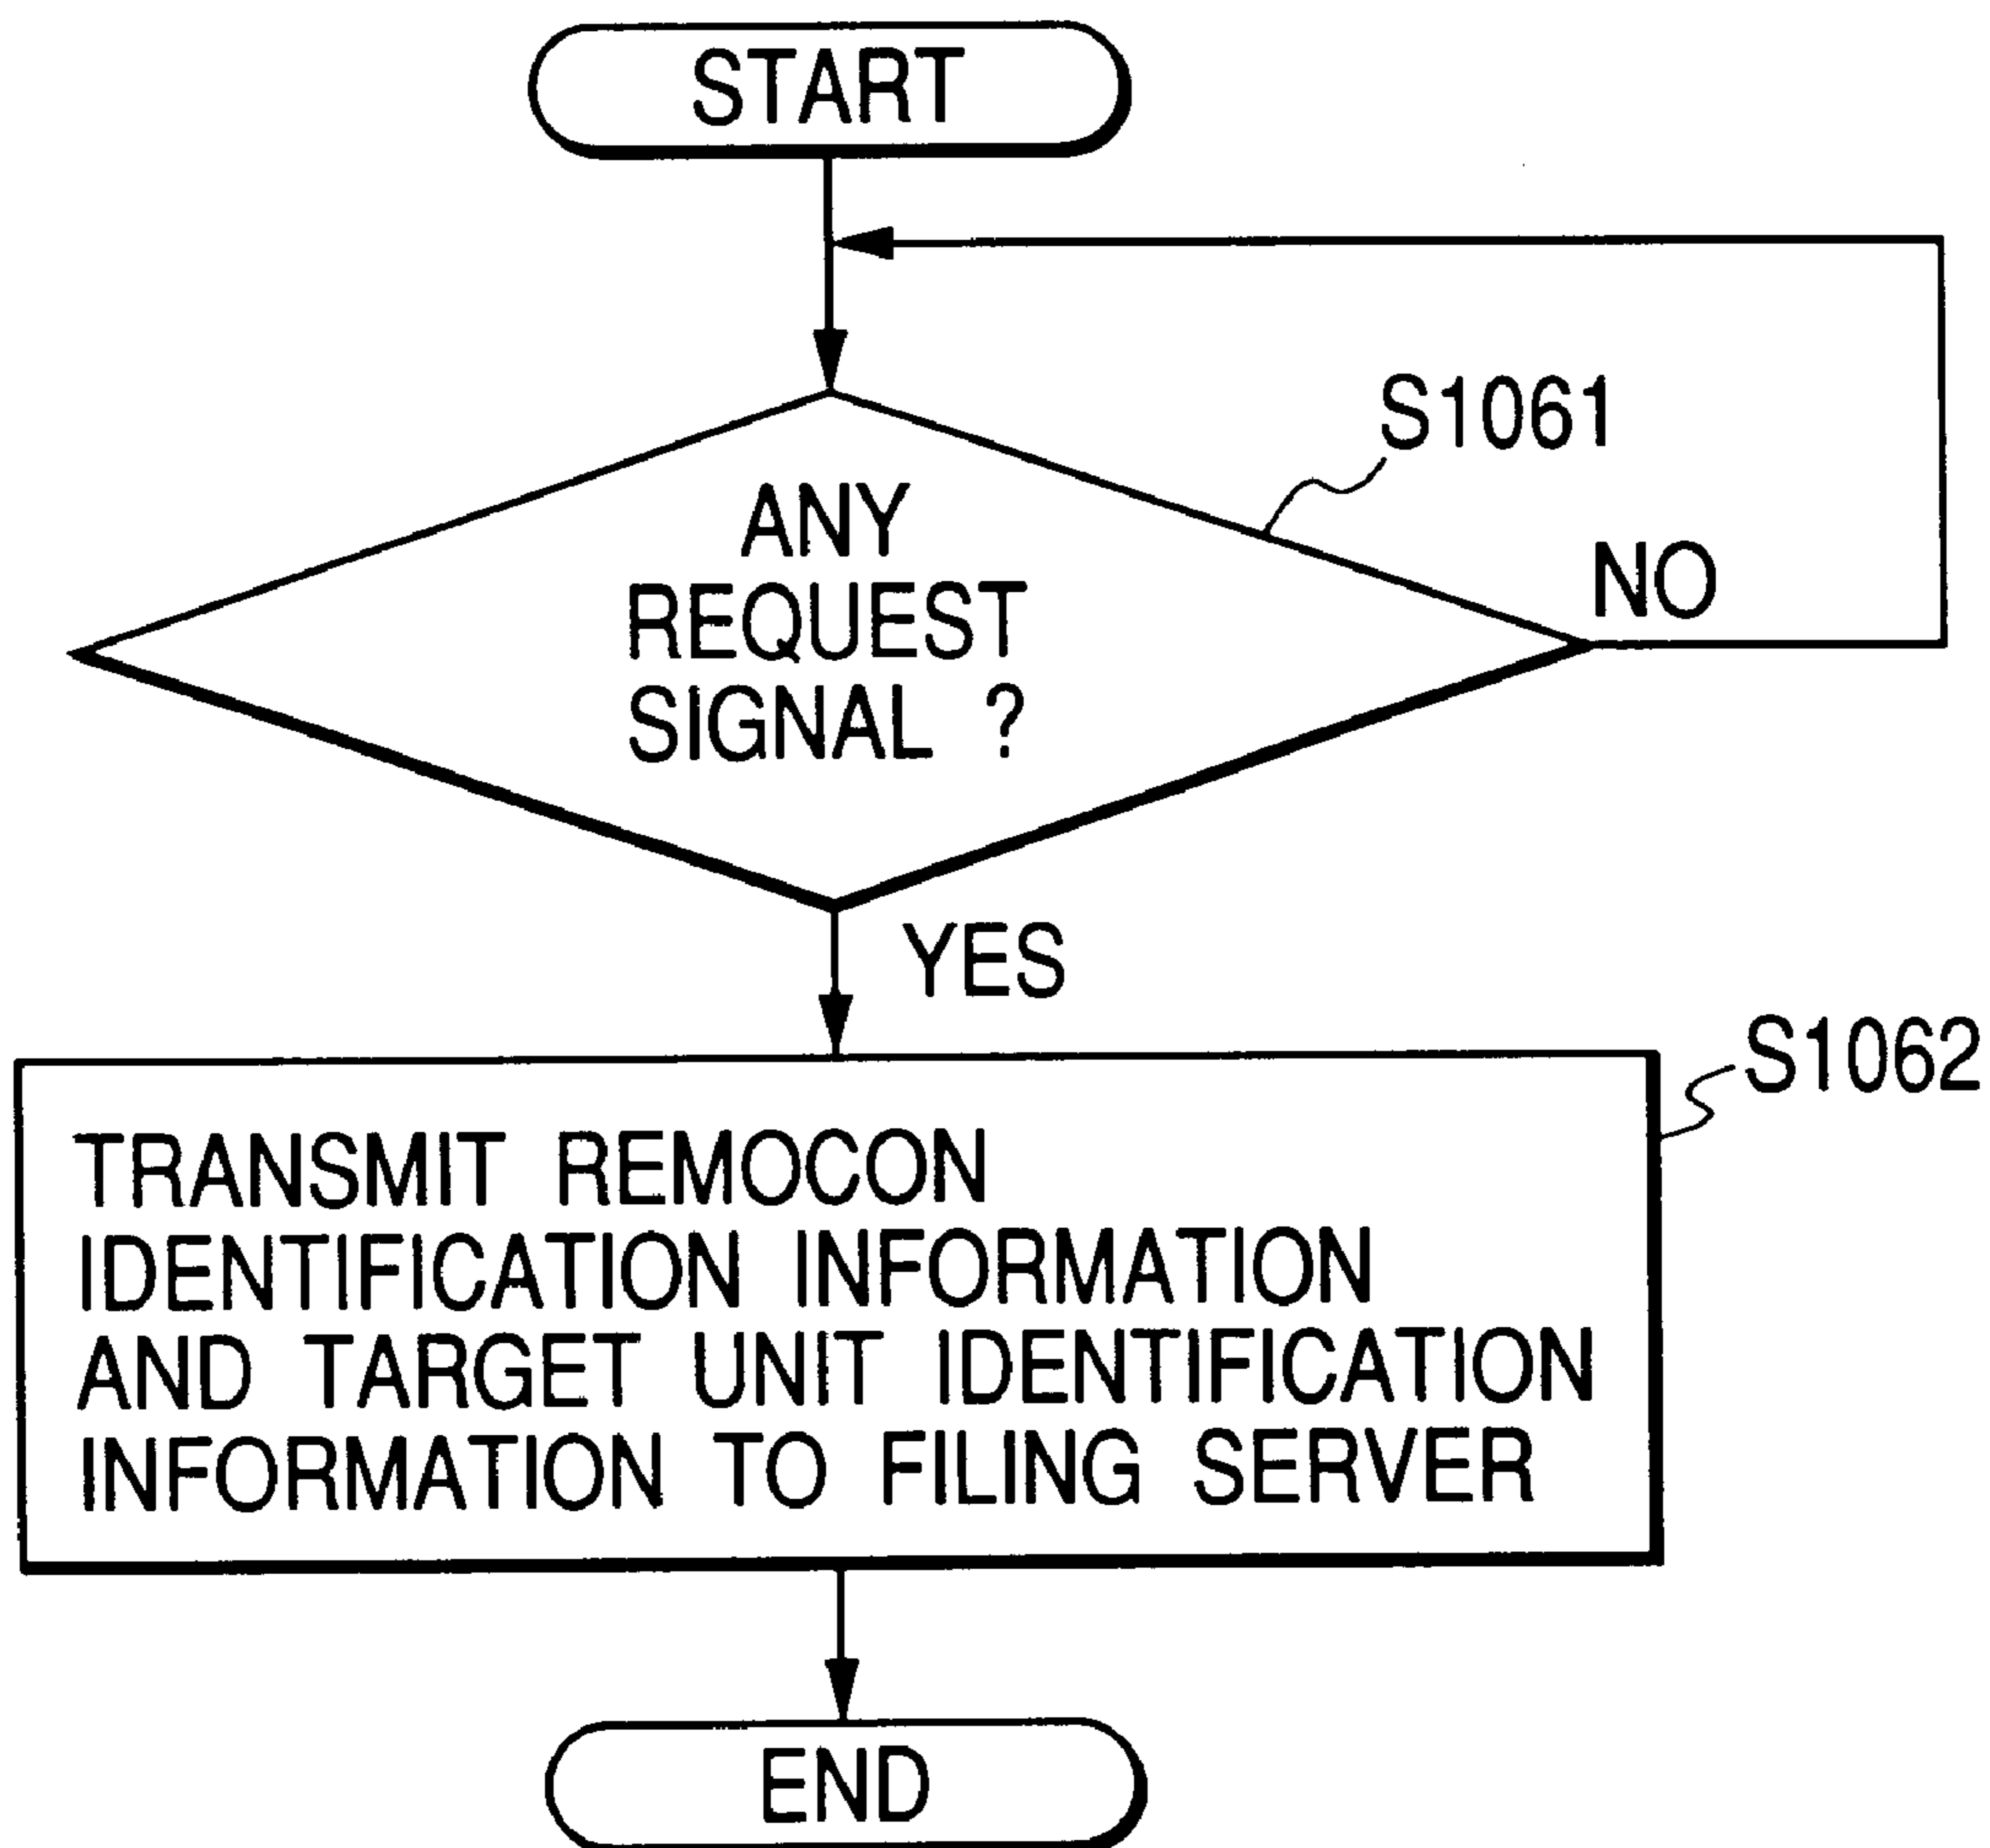 START
S1061
ANY
REQUEST
SIGNAL ?
NO
YES
S1062
TRANSMIT REMOCON
IDENTIFICATION INFORMATION
AND TARGET UNIT IDENTIFICATION
INFORMATION TO FILING SERVER
END